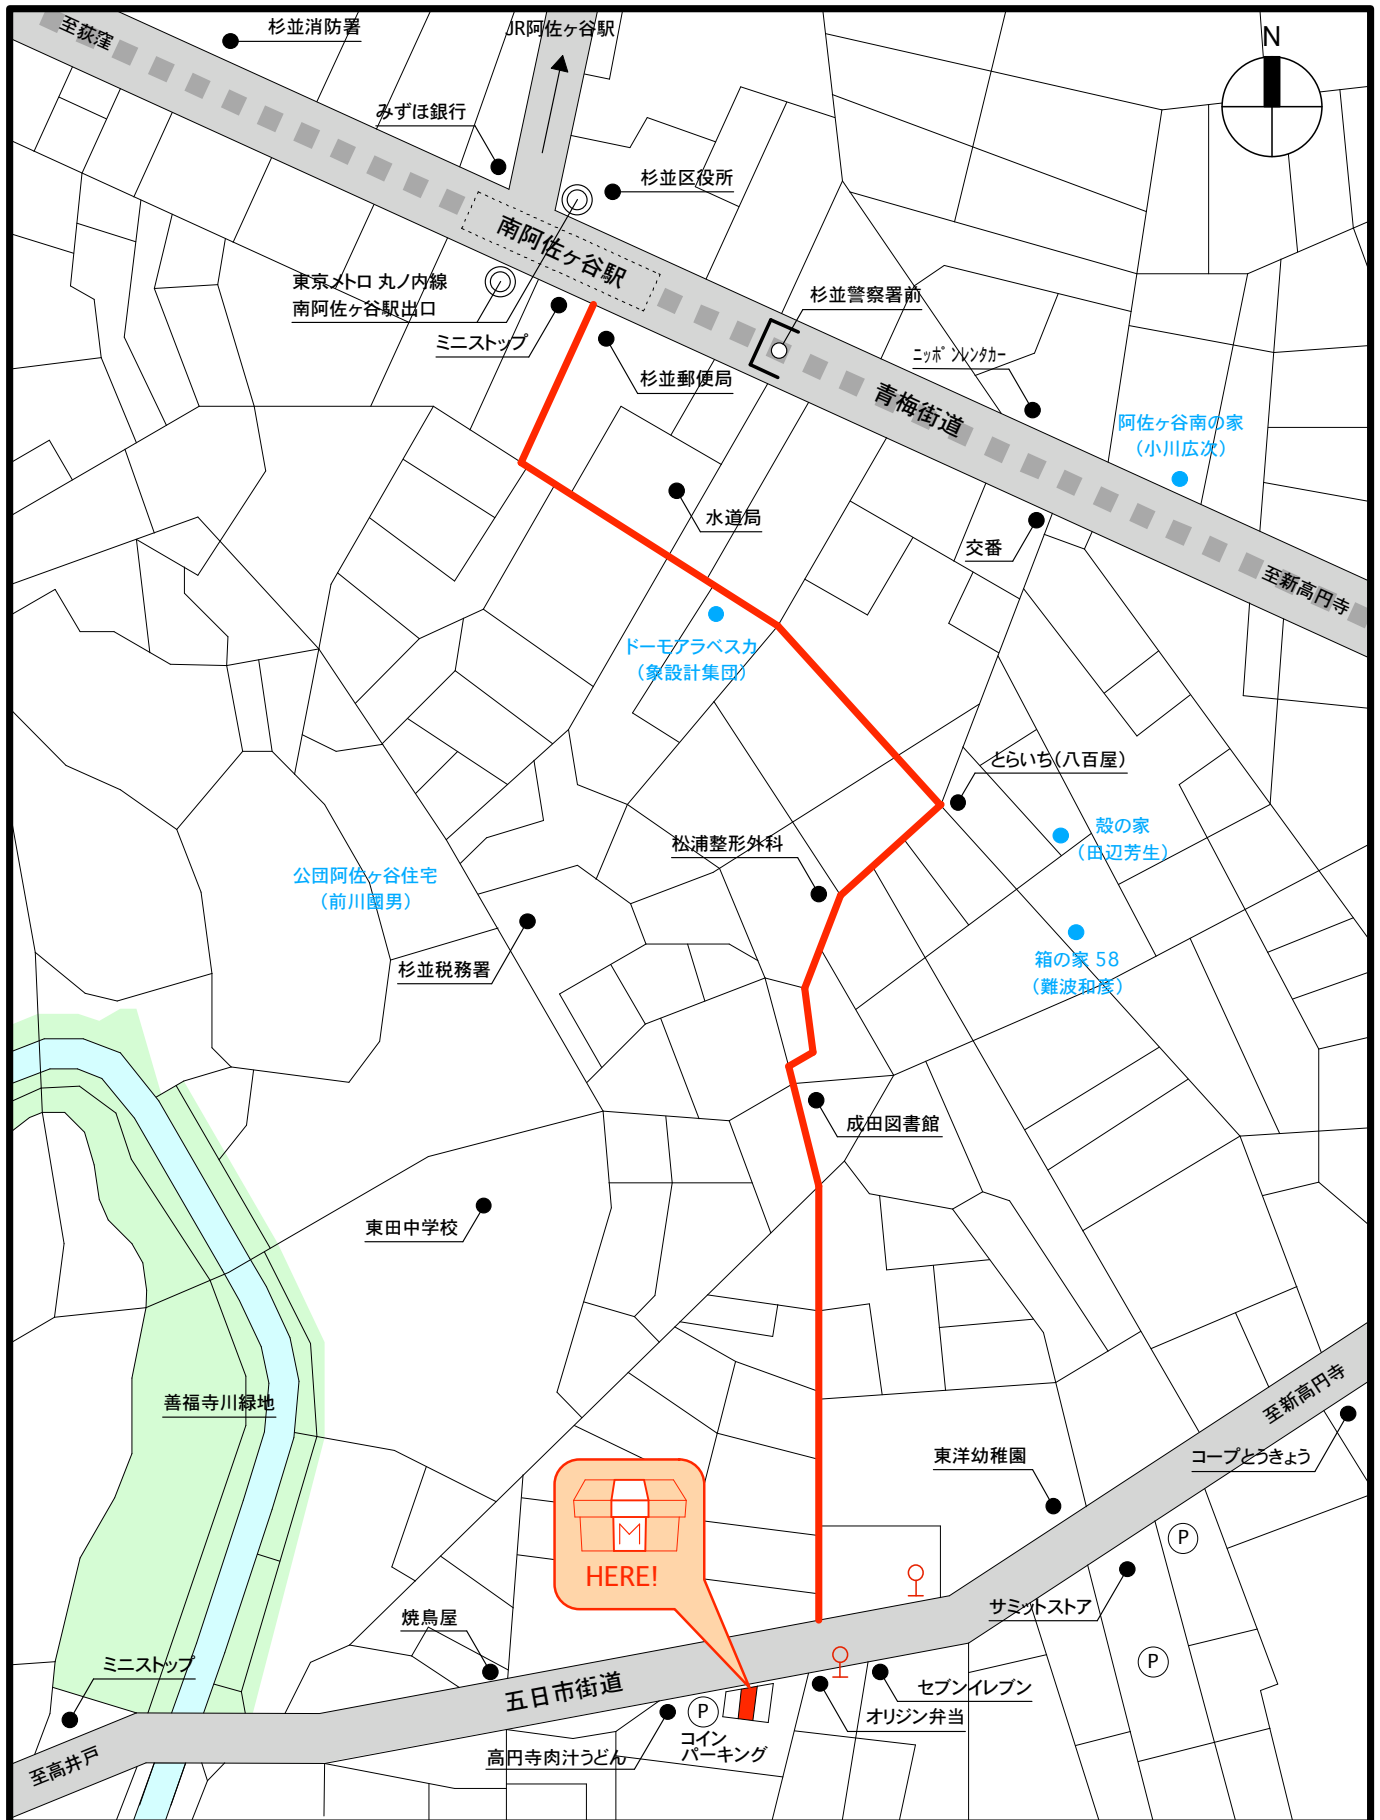 至荻窪
杉並消防署
JR阿佐ヶ谷駅
N
みずほ銀行
杉並区役所
南阿佐ヶ谷駅
東京メトロ 丸ノ内線
南阿佐ヶ谷駅出口
杉並警察署前
ミニストップ
ニッポンレンタカー
杉並郵便局
青梅街道
阿佐ヶ谷南の家
（小川広次）
水道局
交番
至新高円寺
ドーモアラベスカ
（象設計集団）
とらいち（八百屋）
殻の家
（田辺芳生）
松浦整形外科
公団阿佐ヶ谷住宅
（前川國男）
杉並税務署
箱の家 58
（難波和彦）
成田図書館
東田中学校
善福寺川緑地
至新高円寺
東洋幼稚園
コープとうきょう
P
M
HERE!
サミットストア
焼鳥屋
ミニストップ
P
五日市街道
セブンイレブン
P
オリジン弁当
コイン
パーキング
高円寺肉汁うどん
至高井戸